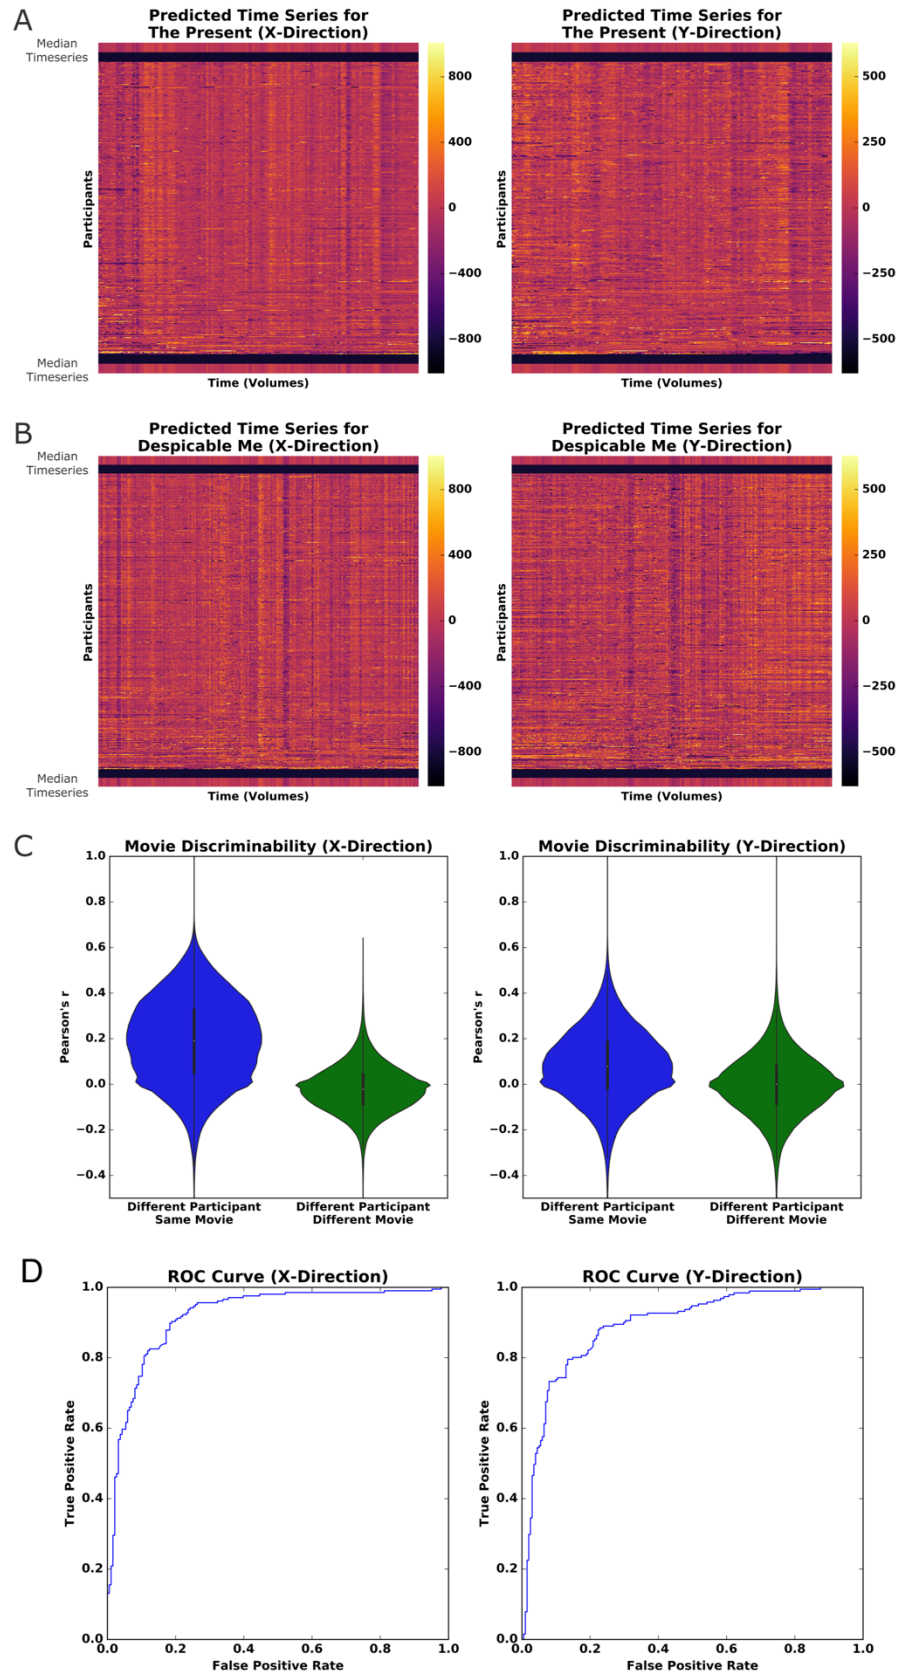 A
Predicted Time Series for
The Present (X-Direction)
Predicted Time Series for
The Present (Y-Direction)
Median
Timeseries
Participants
Median
Timeseries
Time (Volumes)
800
400
0
−400
−800
Participants
Time (Volumes)
500
250
0
−250
−500
B
Predicted Time Series for
Despicable Me (X-Direction)
Predicted Time Series for
Despicable Me (Y-Direction)
Median
Timeseries
Participants
Median
Timeseries
Time (Volumes)
800
400
0
−400
−800
Participants
Time (Volumes)
500
250
0
−250
−500
C
Movie Discriminability (X-Direction)
1.0
0.8
0.6
0.4
0.2
0.0
−0.2
−0.4
Pearson's r
Different Participant
Same Movie
Different Participant
Different Movie
Movie Discriminability (Y-Direction)
1.0
0.8
0.6
0.4
0.2
0.0
−0.2
−0.4
Pearson's r
Different Participant
Same Movie
Different Participant
Different Movie
D
ROC Curve (X-Direction)
1.0
0.8
0.6
0.4
0.2
0.0
True Positive Rate
0.0 0.2 0.4 0.6 0.8 1.0
False Positive Rate
ROC Curve (Y-Direction)
1.0
0.8
0.6
0.4
0.2
0.0
True Positive Rate
0.0 0.2 0.4 0.6 0.8 1.0
False Positive Rate